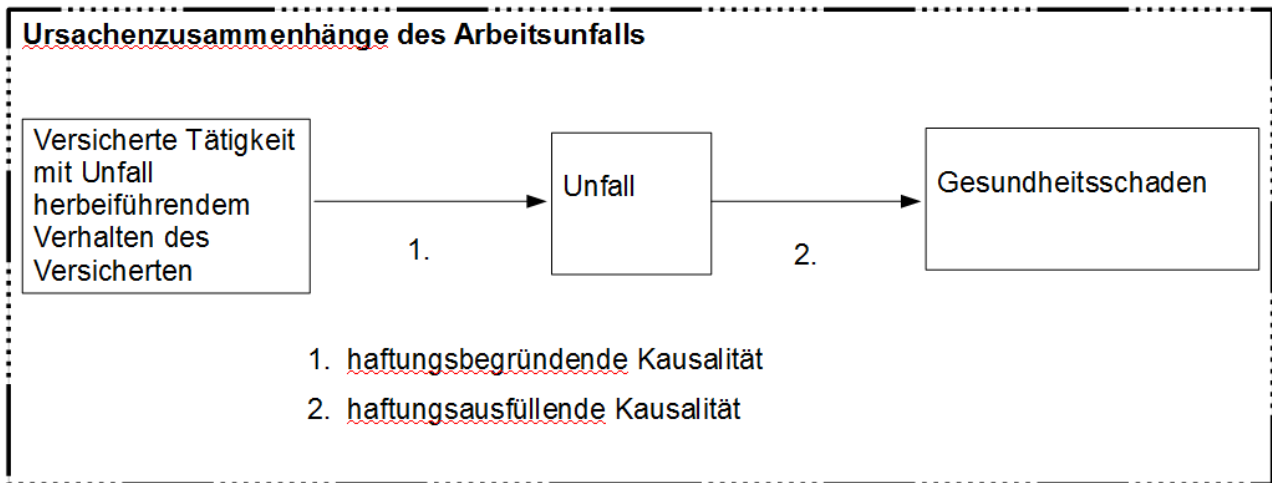 Ursachenzusammenhänge des Arbeitsunfalls
Versicherte Tätigkeit
mit Unfall
herbeiführendem
Verhalten des
Versicherten
1.
Unfall
2.
Gesundheitsschaden
1. haftungsbegründende Kausalität
2. haftungsausfüllende Kausalität